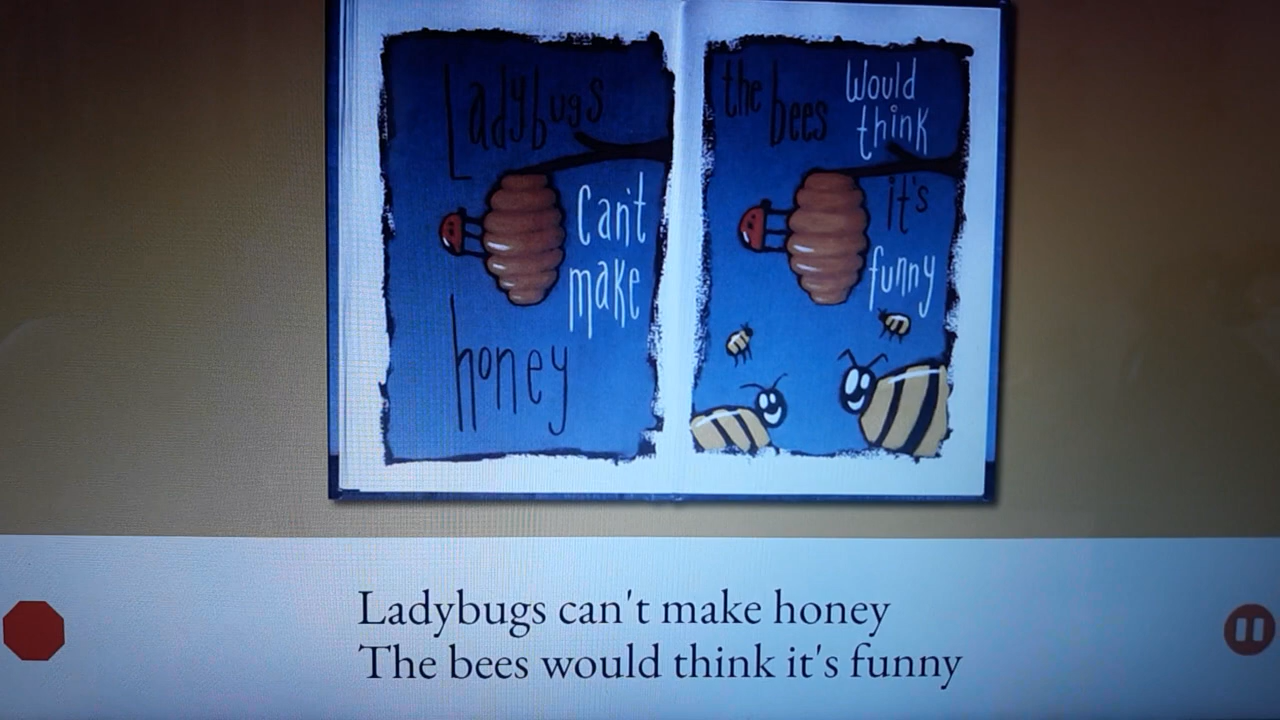 Ladybugs
can't
make
honey
the bees would
think
it's
funny
Ladybugs can't make honey
The bees would think it's funny